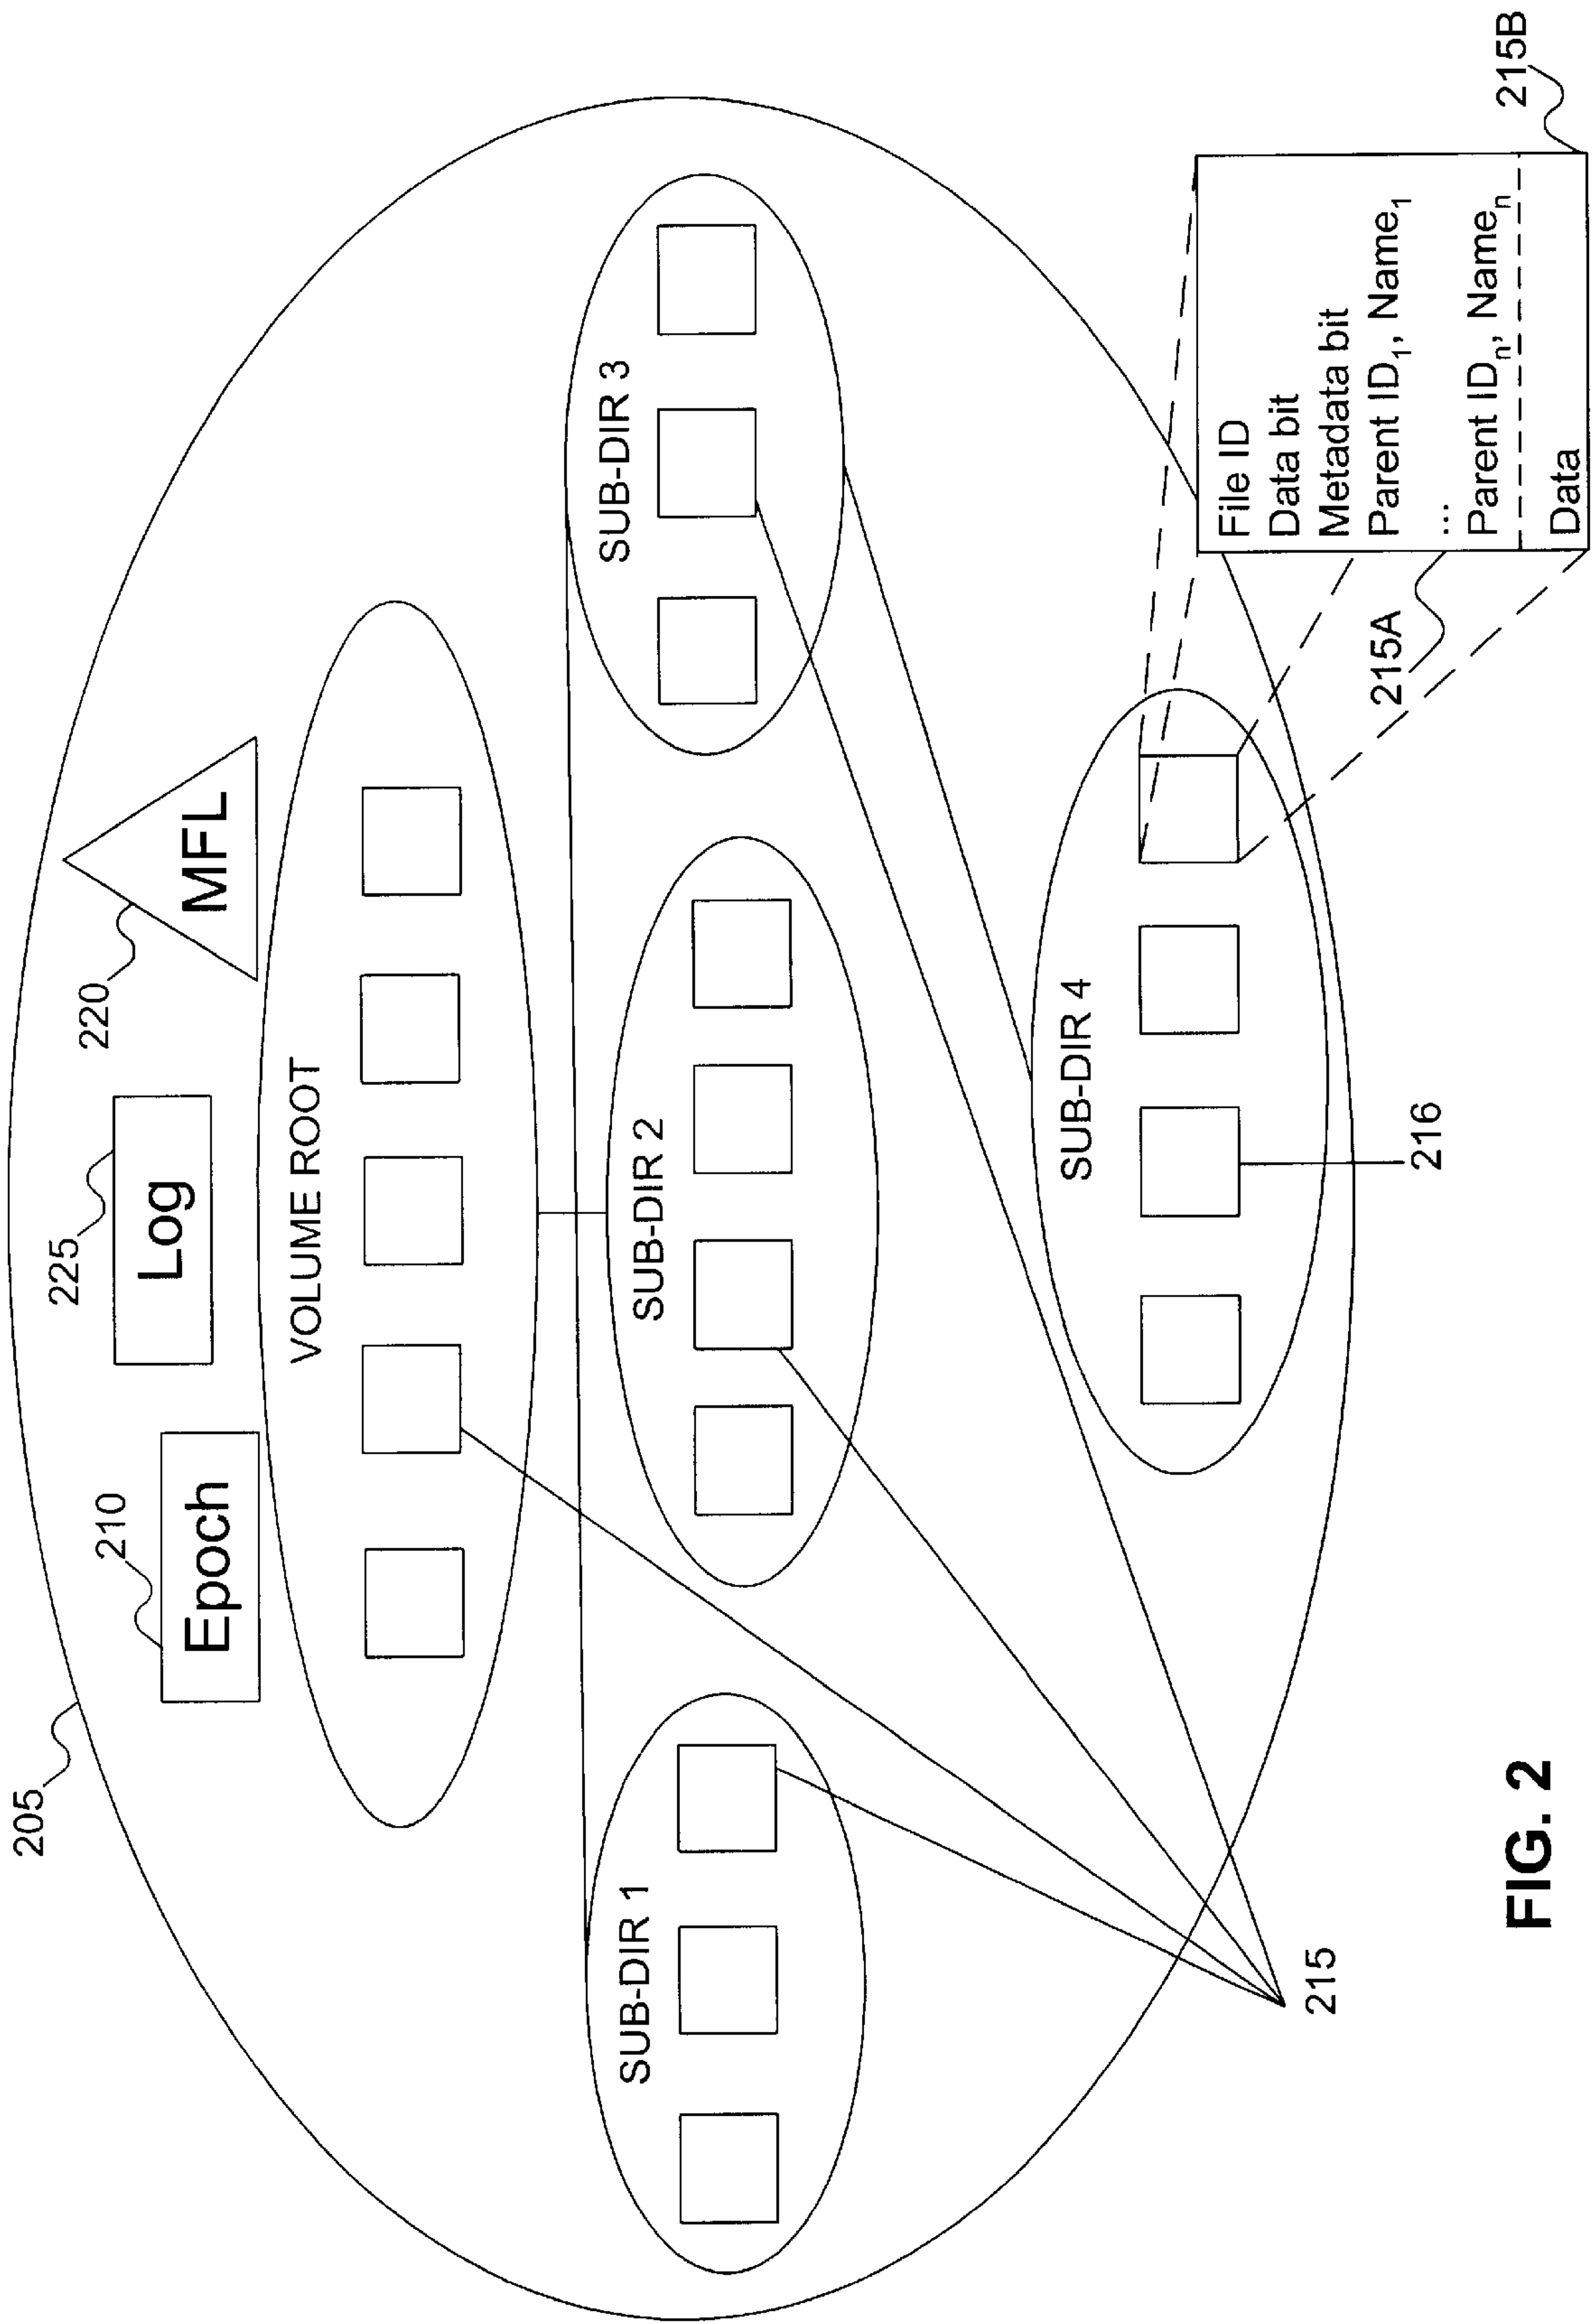 205
210
Epoch
225
Log
220
MFL
VOLUME ROOT
SUB-DIR 1
SUB-DIR 2
SUB-DIR 3
SUB-DIR 4
215
216
215A
File ID
Data bit
Metadata bit
Parent ID₁, Name₁
...
Parent IDₙ, Nameₙ
Data
215B
FIG. 2